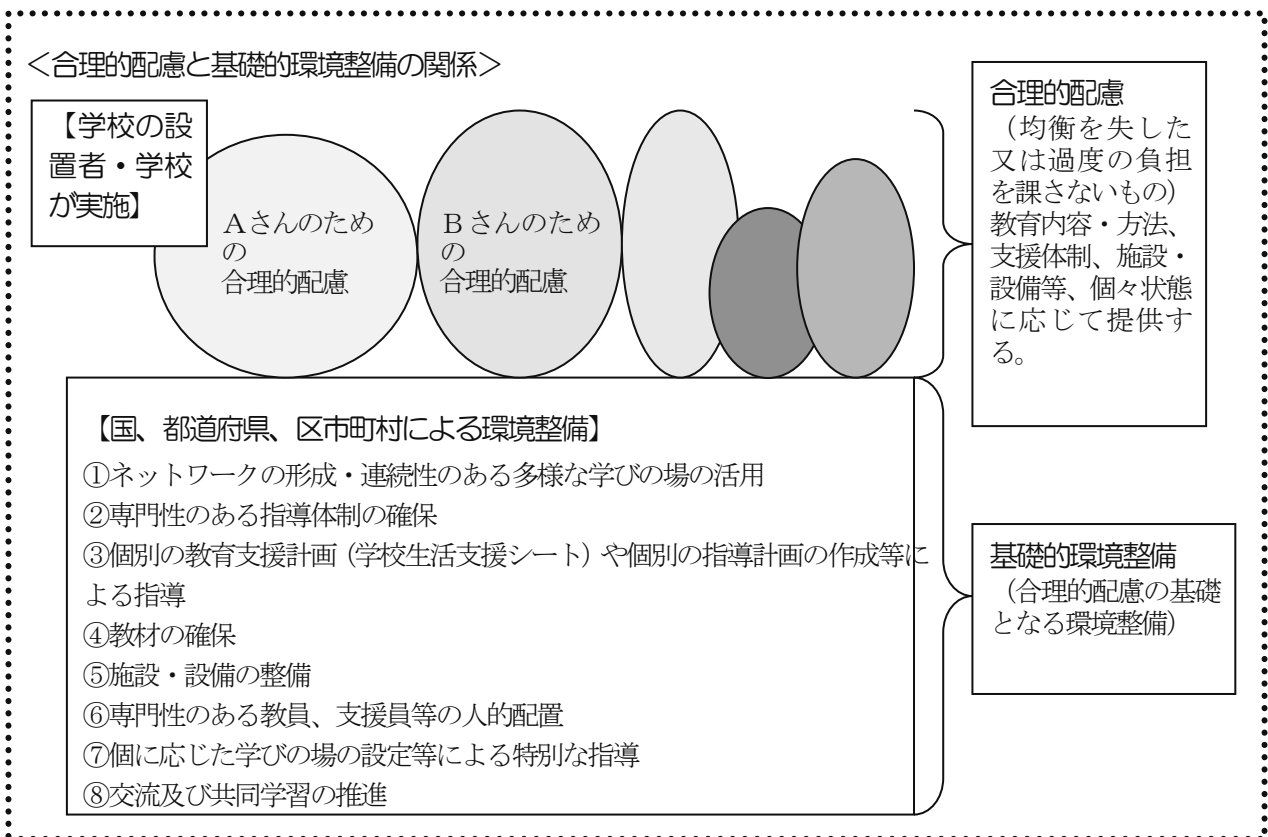 ＜合理的配慮と基礎的環境整備の関係＞
【学校の設
置者・学校
が実施】
Aさんのため
の
合理的配慮
Bさんのため
の
合理的配慮
合理的配慮
（均衡を失した
又は過度の負担
を課さないもの）
教育内容・方法、
支援体制、施設・
設備等、個々状態
に応じて提供す
る。
【国、都道府県、区市町村による環境整備】
①ネットワークの形成・連続性のある多様な学びの場の活用
②専門性のある指導体制の確保
③個別の教育支援計画（学校生活支援シート）や個別の指導計画の作成等に
よる指導
④教材の確保
⑤施設・設備の整備
⑥専門性のある教員、支援員等の人的配置
⑦個に応じた学びの場の設定等による特別な指導
⑧交流及び共同学習の推進
基礎的環境整備
（合理的配慮の基礎
となる環境整備）